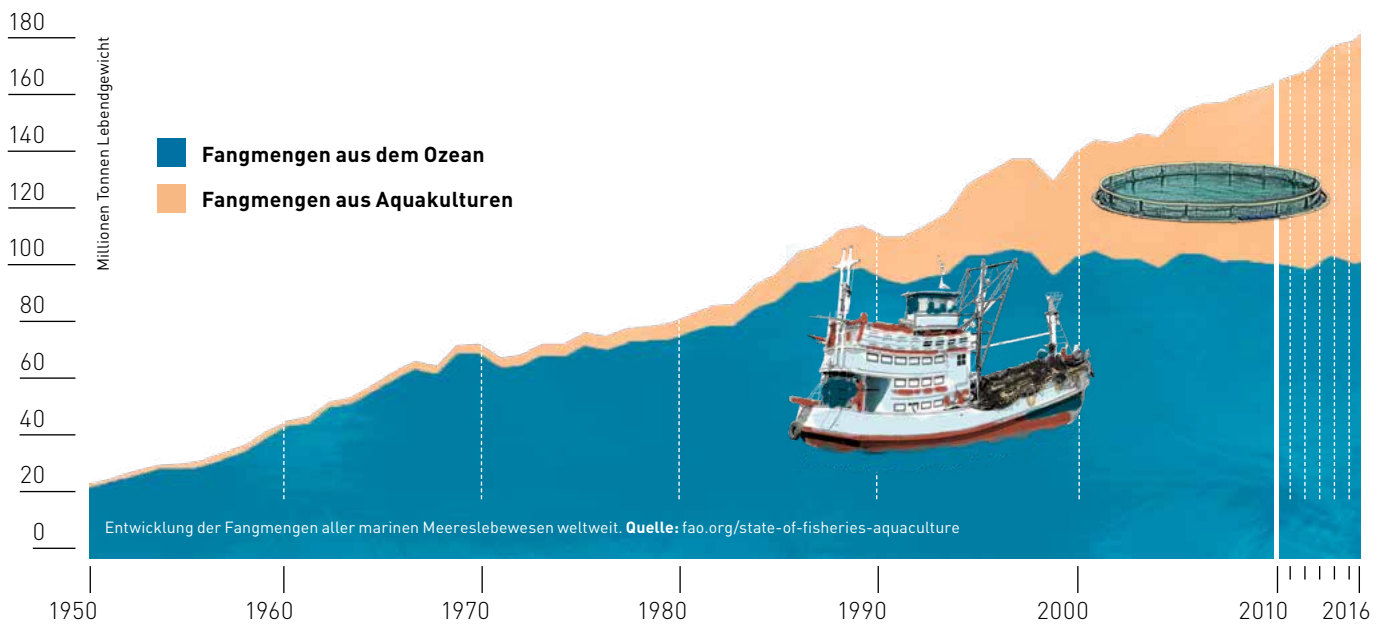 180
160
140
120
100
80
60
40
20
0
Millionen Tonnen Lebendgewicht
Fangmengen aus dem Ozean
Fangmengen aus Aquakulturen
Entwicklung der Fangmengen aller marinen Meereslebewesen weltweit. Quelle: fao.org/state-of-fisheries-aquaculture
1950 1960 1970 1980 1990 2000 2010 2016